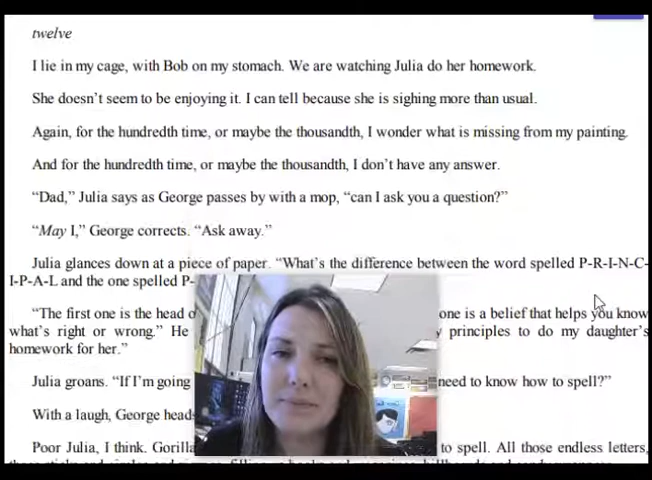 twelve
I lie in my cage, with Bob on my stomach. We are watching Julia do her homework.
She doesn't seem to be enjoying it. I can tell because she is sighing more than usual.
Again, for the hundredth time, or maybe the thousandth, I wonder what is missing from my painting.
And for the hundredth time, or maybe the thousandth, I don't have any answer.
“Dad,” Julia says as George passes by with a mop, “can I ask you a question?”
“May I,” George corrects. “Ask away.”
Julia glances down at a piece of paper. “What's the difference between the word spelled P-R-I-N-C-
I-P-A-L and the one spelled P-
“The first one is the head o one is a belief that helps you know
what's right or wrong.” He principles to do my daughter's
homework for her.”
Julia groans. “If I'm going need to know how to spell?”
With a laugh, George heads
Poor Julia, I think. Gorilla to spell. All those endless letters,